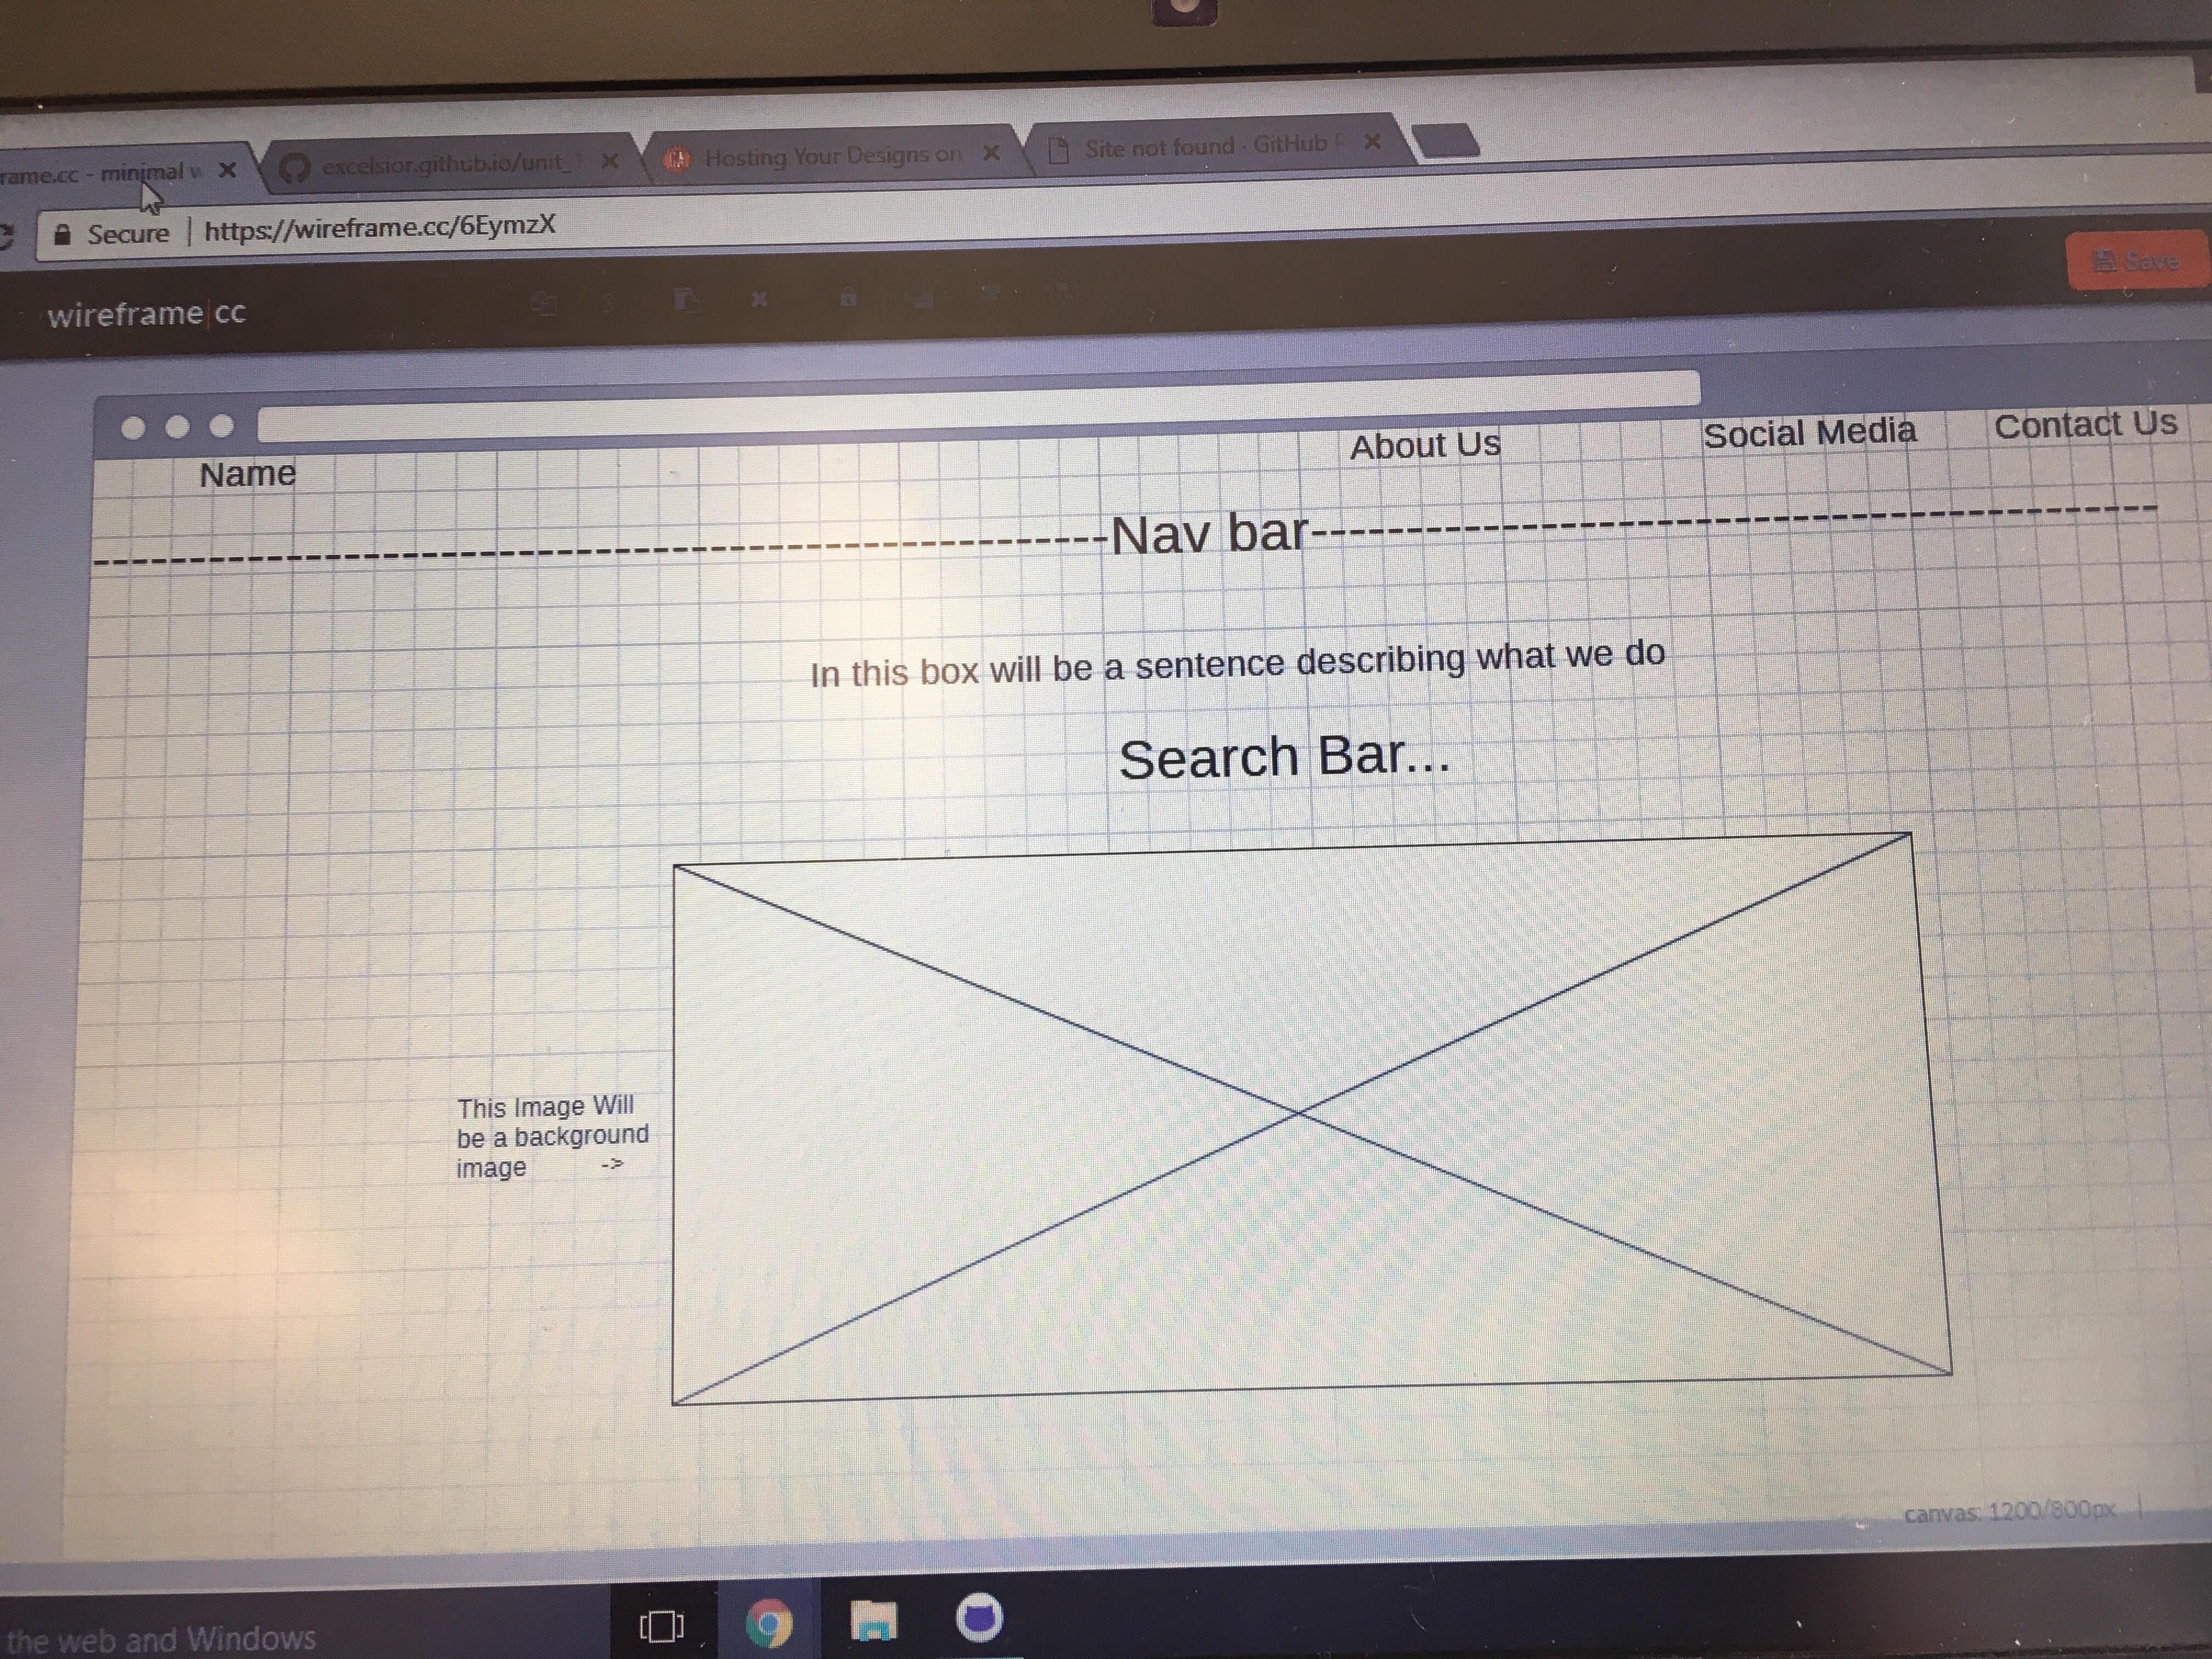 rame.cc - minimal w
excelsior.github.io/unit_1
Hosting Your Designs on
Site not found · GitHub P
Secure | https://wireframe.cc/6EymzX
wireframe|cc
Save
Name
About Us
Social Media
Contact Us
--------------------------------------------------Nav bar------------------------------------------
In this box will be a sentence describing what we do
Search Bar...
This Image Will
be a background
image ->
canvas: 1200/800px
the web and Windows